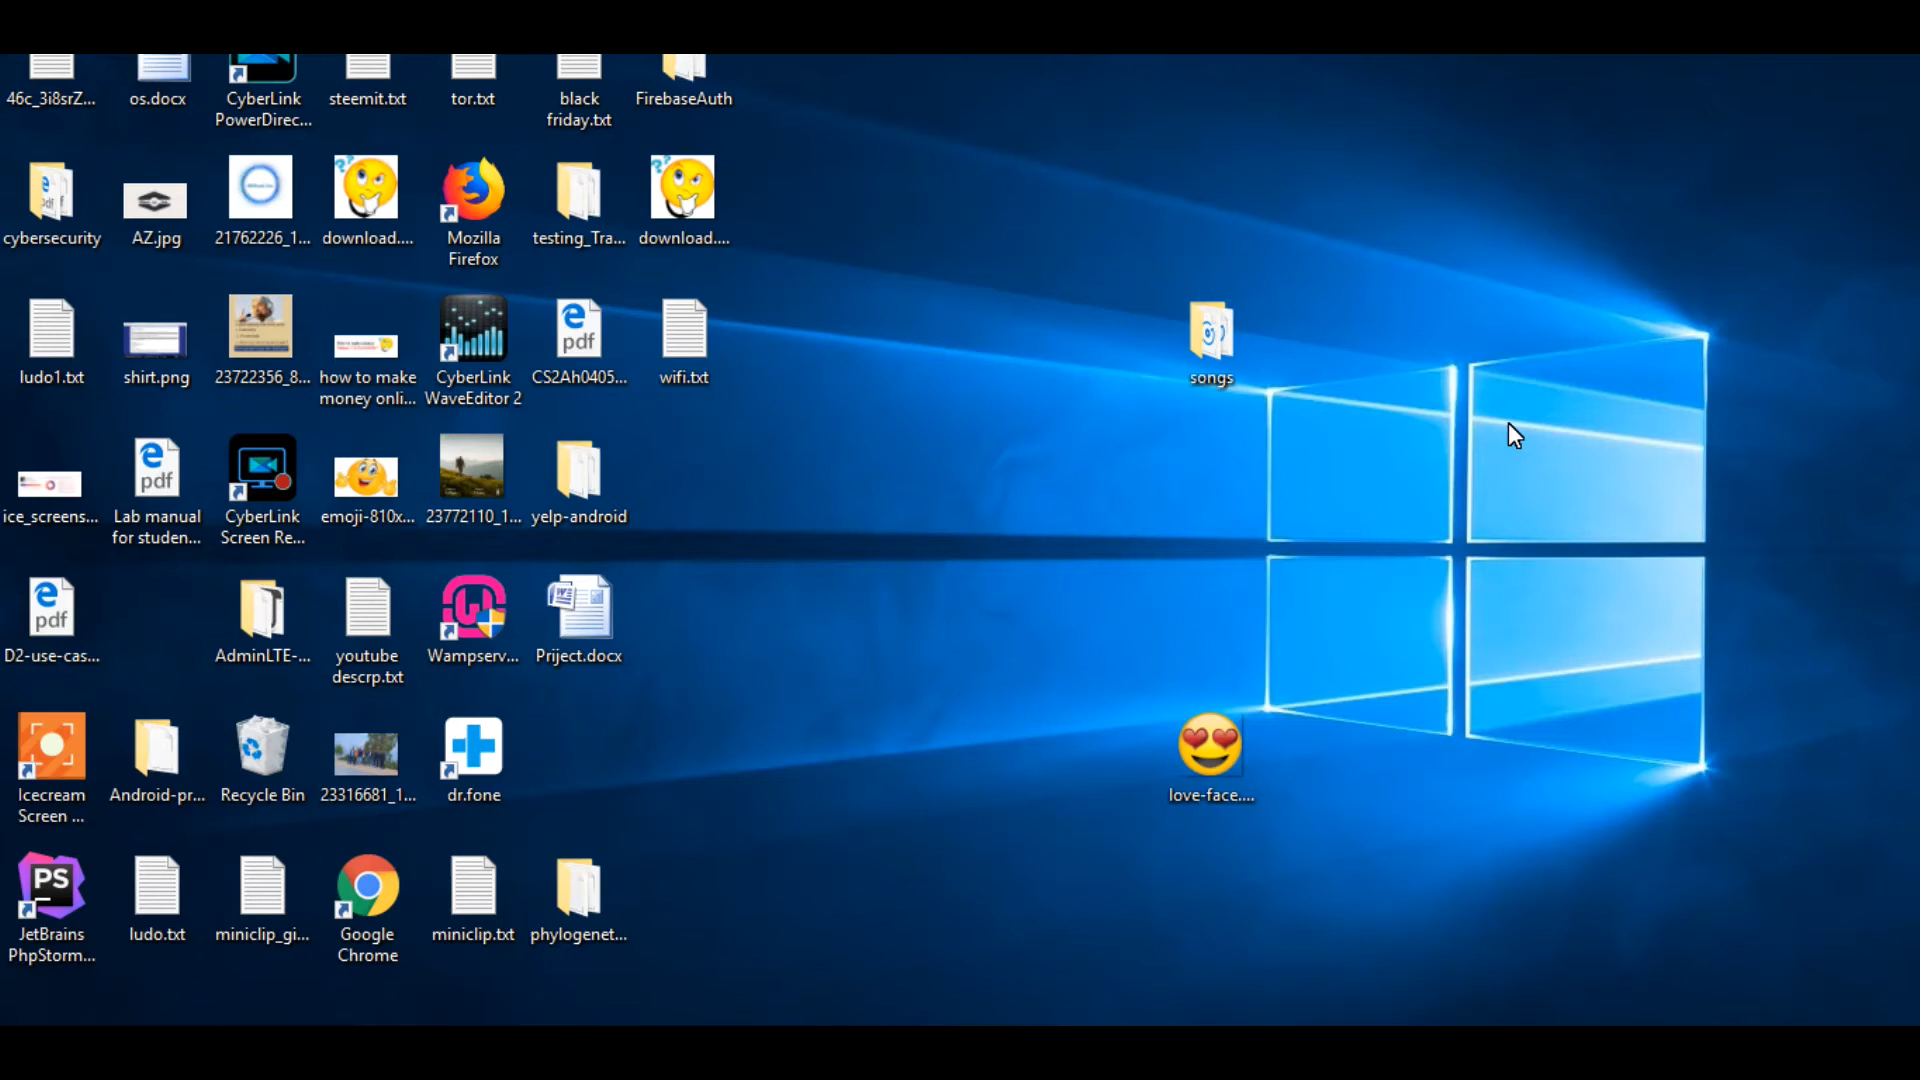 46c_3i8srZ...
os.docx
CyberLink
PowerDirec...
steemit.txt
tor.txt
black
friday.txt
FirebaseAuth
cybersecurity
AZ.jpg
21762226_1...
download....
Mozilla
Firefox
testing_Tra...
download....
ludo1.txt
shirt.png
23722356_8...
how to make
money onli...
CyberLink
WaveEditor 2
pdf
CS2Ah0405...
wifi.txt
songs
ice_screens...
pdf
Lab manual
for studen...
CyberLink
Screen Re...
emoji-810x...
23772110_1...
yelp-android
pdf
D2-use-cas...
AdminLTE-...
youtube
descrp.txt
Wampserv...
Priject.docx
Icecream
Screen ...
Android-pr...
Recycle Bin
23316681_1...
dr.fone
love-face....
PS
JetBrains
PhpStorm...
ludo.txt
miniclip_gi...
Google
Chrome
miniclip.txt
phylogenet...